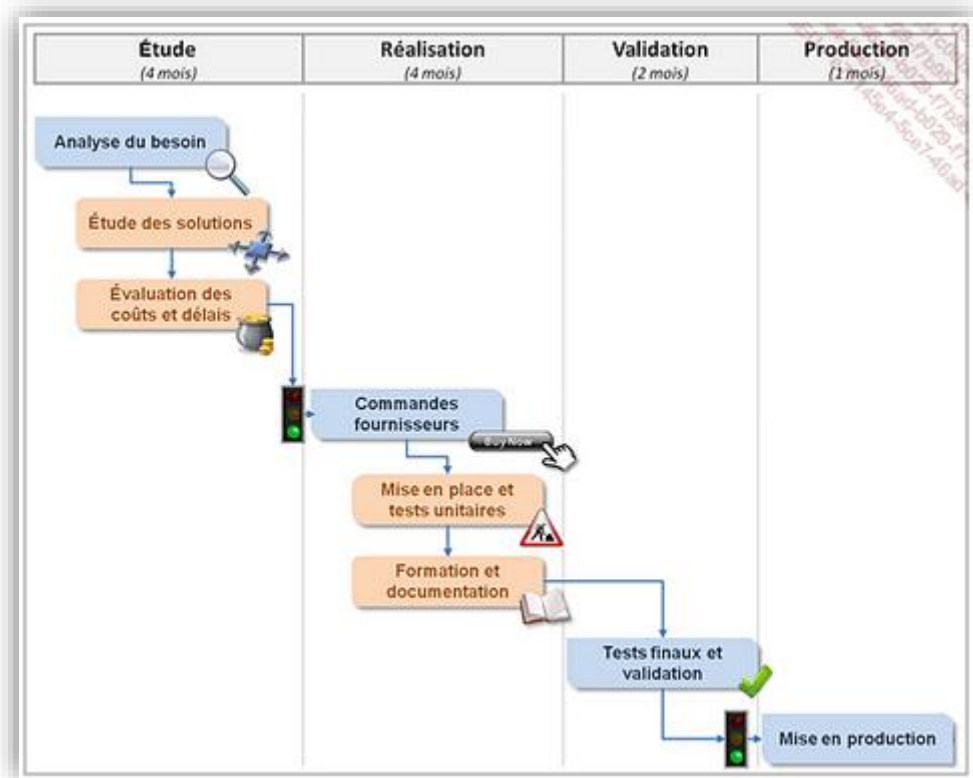 Étude
(4 mois)
Réalisation
(4 mois)
Validation
(2 mois)
Production
(1 mois)
Analyse du besoin
Étude des solutions
Évaluation des
coûts et délais
Commandes
fournisseurs
Buy Now
Mise en place et
tests unitaires
Formation et
documentation
Tests finaux et
validation
Mise en production